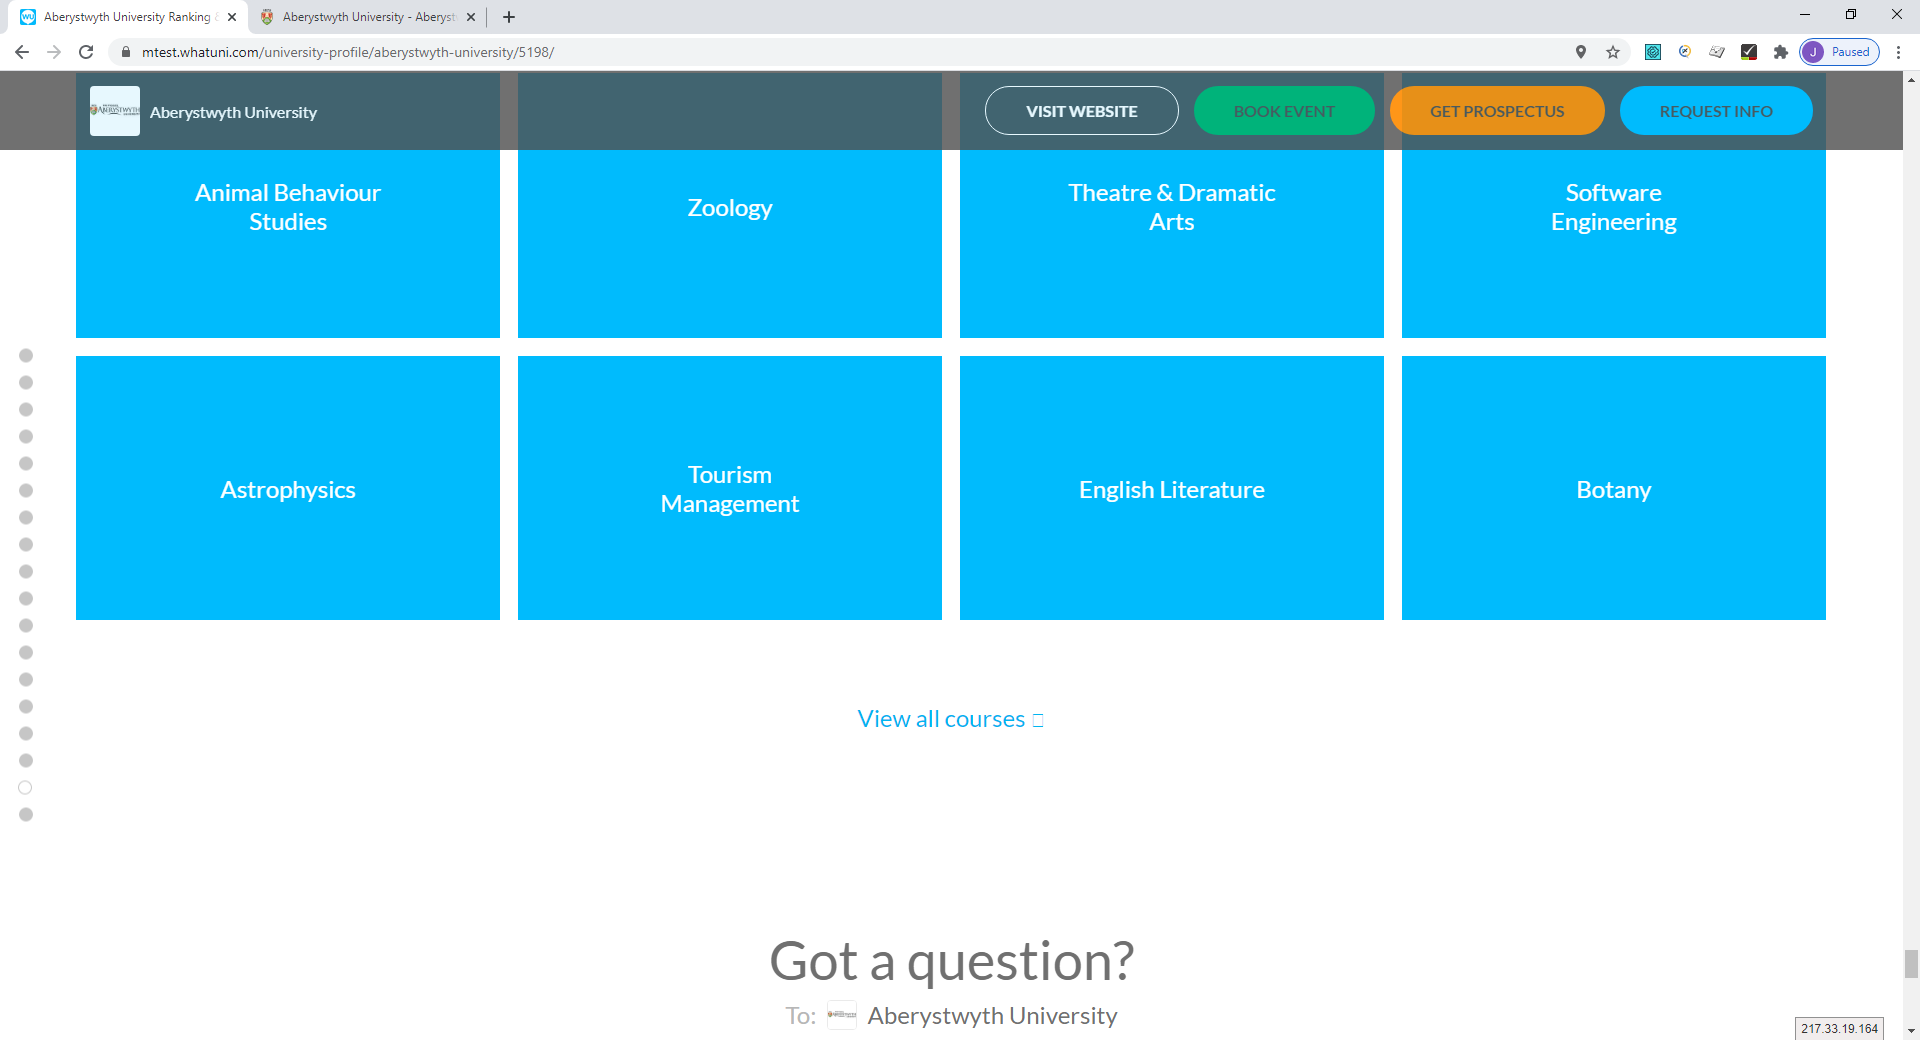 Aberystwyth University Ranking
Aberystwyth University - Aberyst
mtest.whatuni.com/university-profile/aberystwyth-university/5198/
J Paused
ABERYSTWYTH
Aberystwyth University
VISIT WEBSITE
BOOK EVENT
GET PROSPECTUS
REQUEST INFO
Animal Behaviour
Studies
Zoology
Theatre & Dramatic
Arts
Software
Engineering
Astrophysics
Tourism
Management
English Literature
Botany
View all courses
Got a question?
To: Aberystwyth University
217.33.19.164